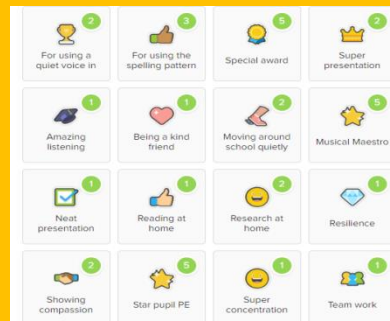 2
3
5
2
For using a
quiet voice in
For using the
spelling pattern
Special award
Super
presentation
1
1
2
5
Amazing
listening
Being a kind
friend
Moving around
school quietly
Musical Maestro
1
1
2
1
Neat
presentation
Reading at
home
Research at
home
Resilience
2
5
1
1
Showing
compassion
Star pupil PE
Super
concentration
Team work